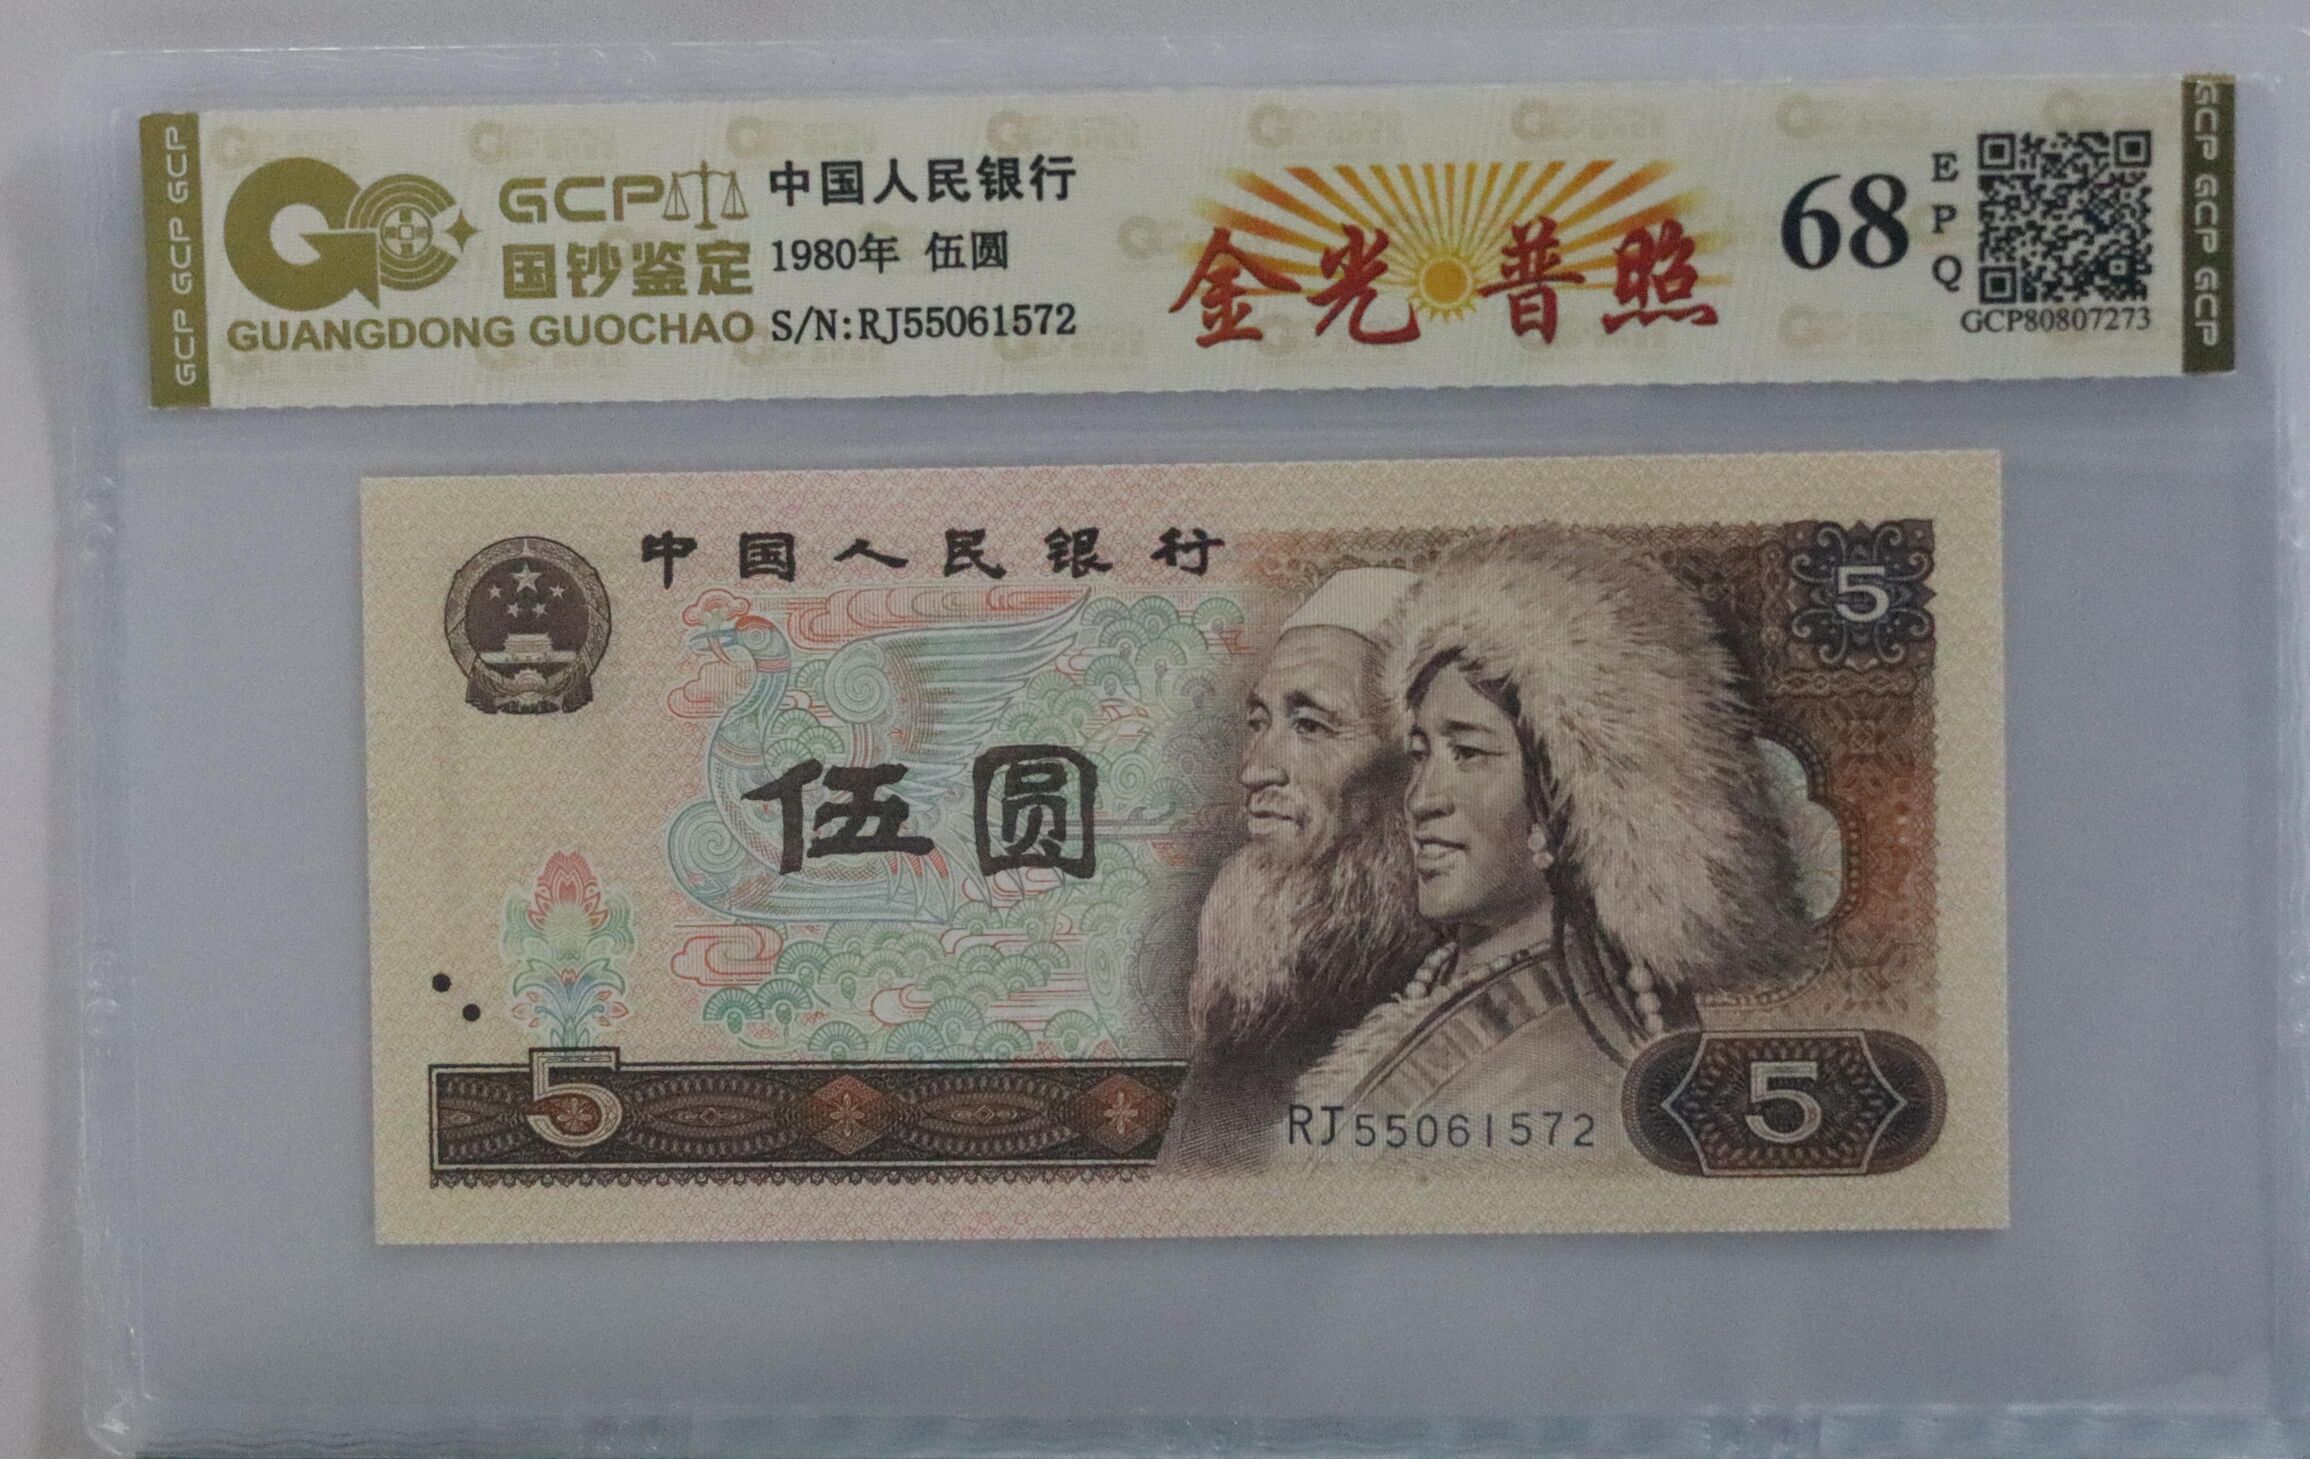 GCP GCP GCP
GCP
国钞鉴定
GUANGDONG GUOCHAO
中国人民银行
1980年 伍圆
S/N:RJ55061572
金光普照
68
EPQ
GCP80807273
GCP GCP GCP
中国人民银行
5
伍圆
5
RJ55061572
5